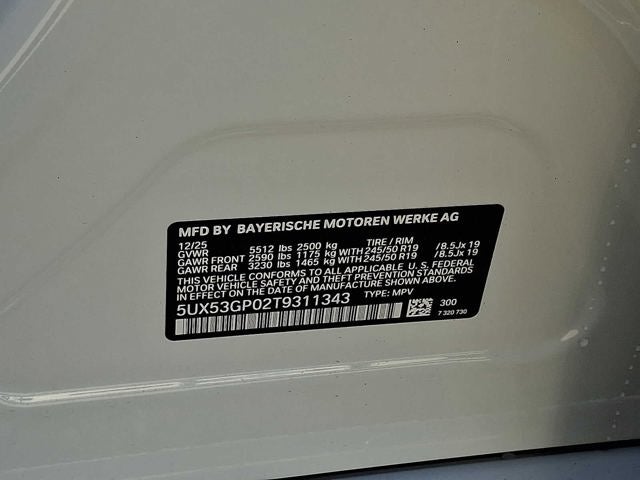 MFD BY BAYERISCHE MOTOREN WERKE AG
12/25 TIRE / RIM
GVWR 5512 lbs 2500 kg
GAWR FRONT 2590 lbs 1175 kg WITH 245/50 R19 /8.5Jx 19
GAWR REAR 3230 lbs 1465 kg WITH 245/50 R19 /8.5Jx 19
THIS VEHICLE CONFORMS TO ALL APPLICABLE U.S. FEDERAL
MOTOR VEHICLE SAFETY AND THEFT PREVENTION
STANDARDS IN EFFECT ON THE DATE OF MANUFACTURE SHOWN ABOVE.
5UX53GP02T9311343 TYPE: MPV 300
7 320 730